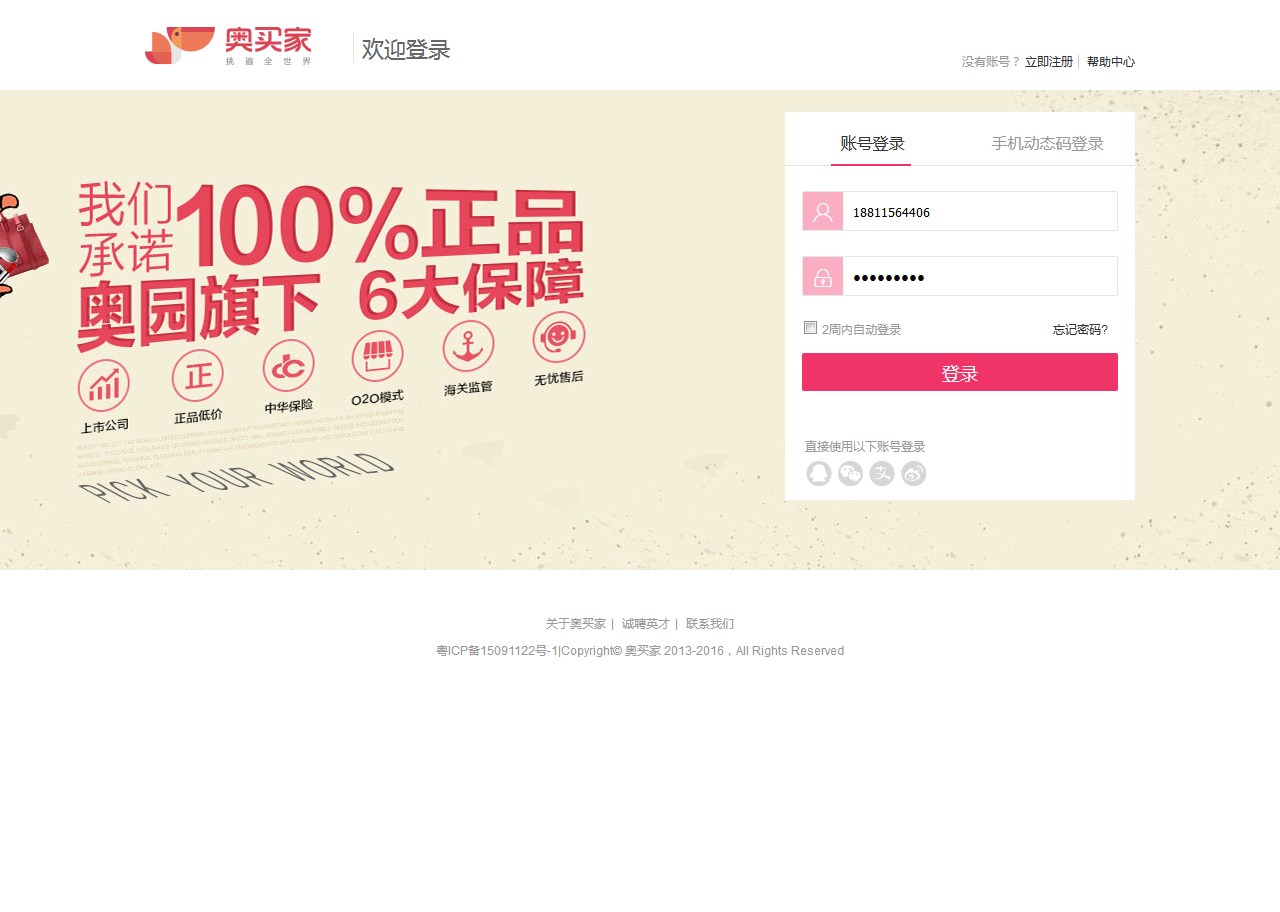 奥买家
挑遍全世界
欢迎登录
没有账号？立即注册| 帮助中心
账号登录
手机动态码登录
我们
承诺
100%正品
奥园旗下 6大保障
上市公司
正
正品低价
中华保险
O2O模式
海关监管
无忧售后
PICK YOUR WORLD
18811564406
●●●●●●●●●
2周内自动登录
忘记密码?
登录
直接使用以下账号登录
支
关于奥买家 | 诚聘英才 | 联系我们
粤ICP备15091122号-1|Copyright© 奥买家 2013-2016，All Rights Reserved